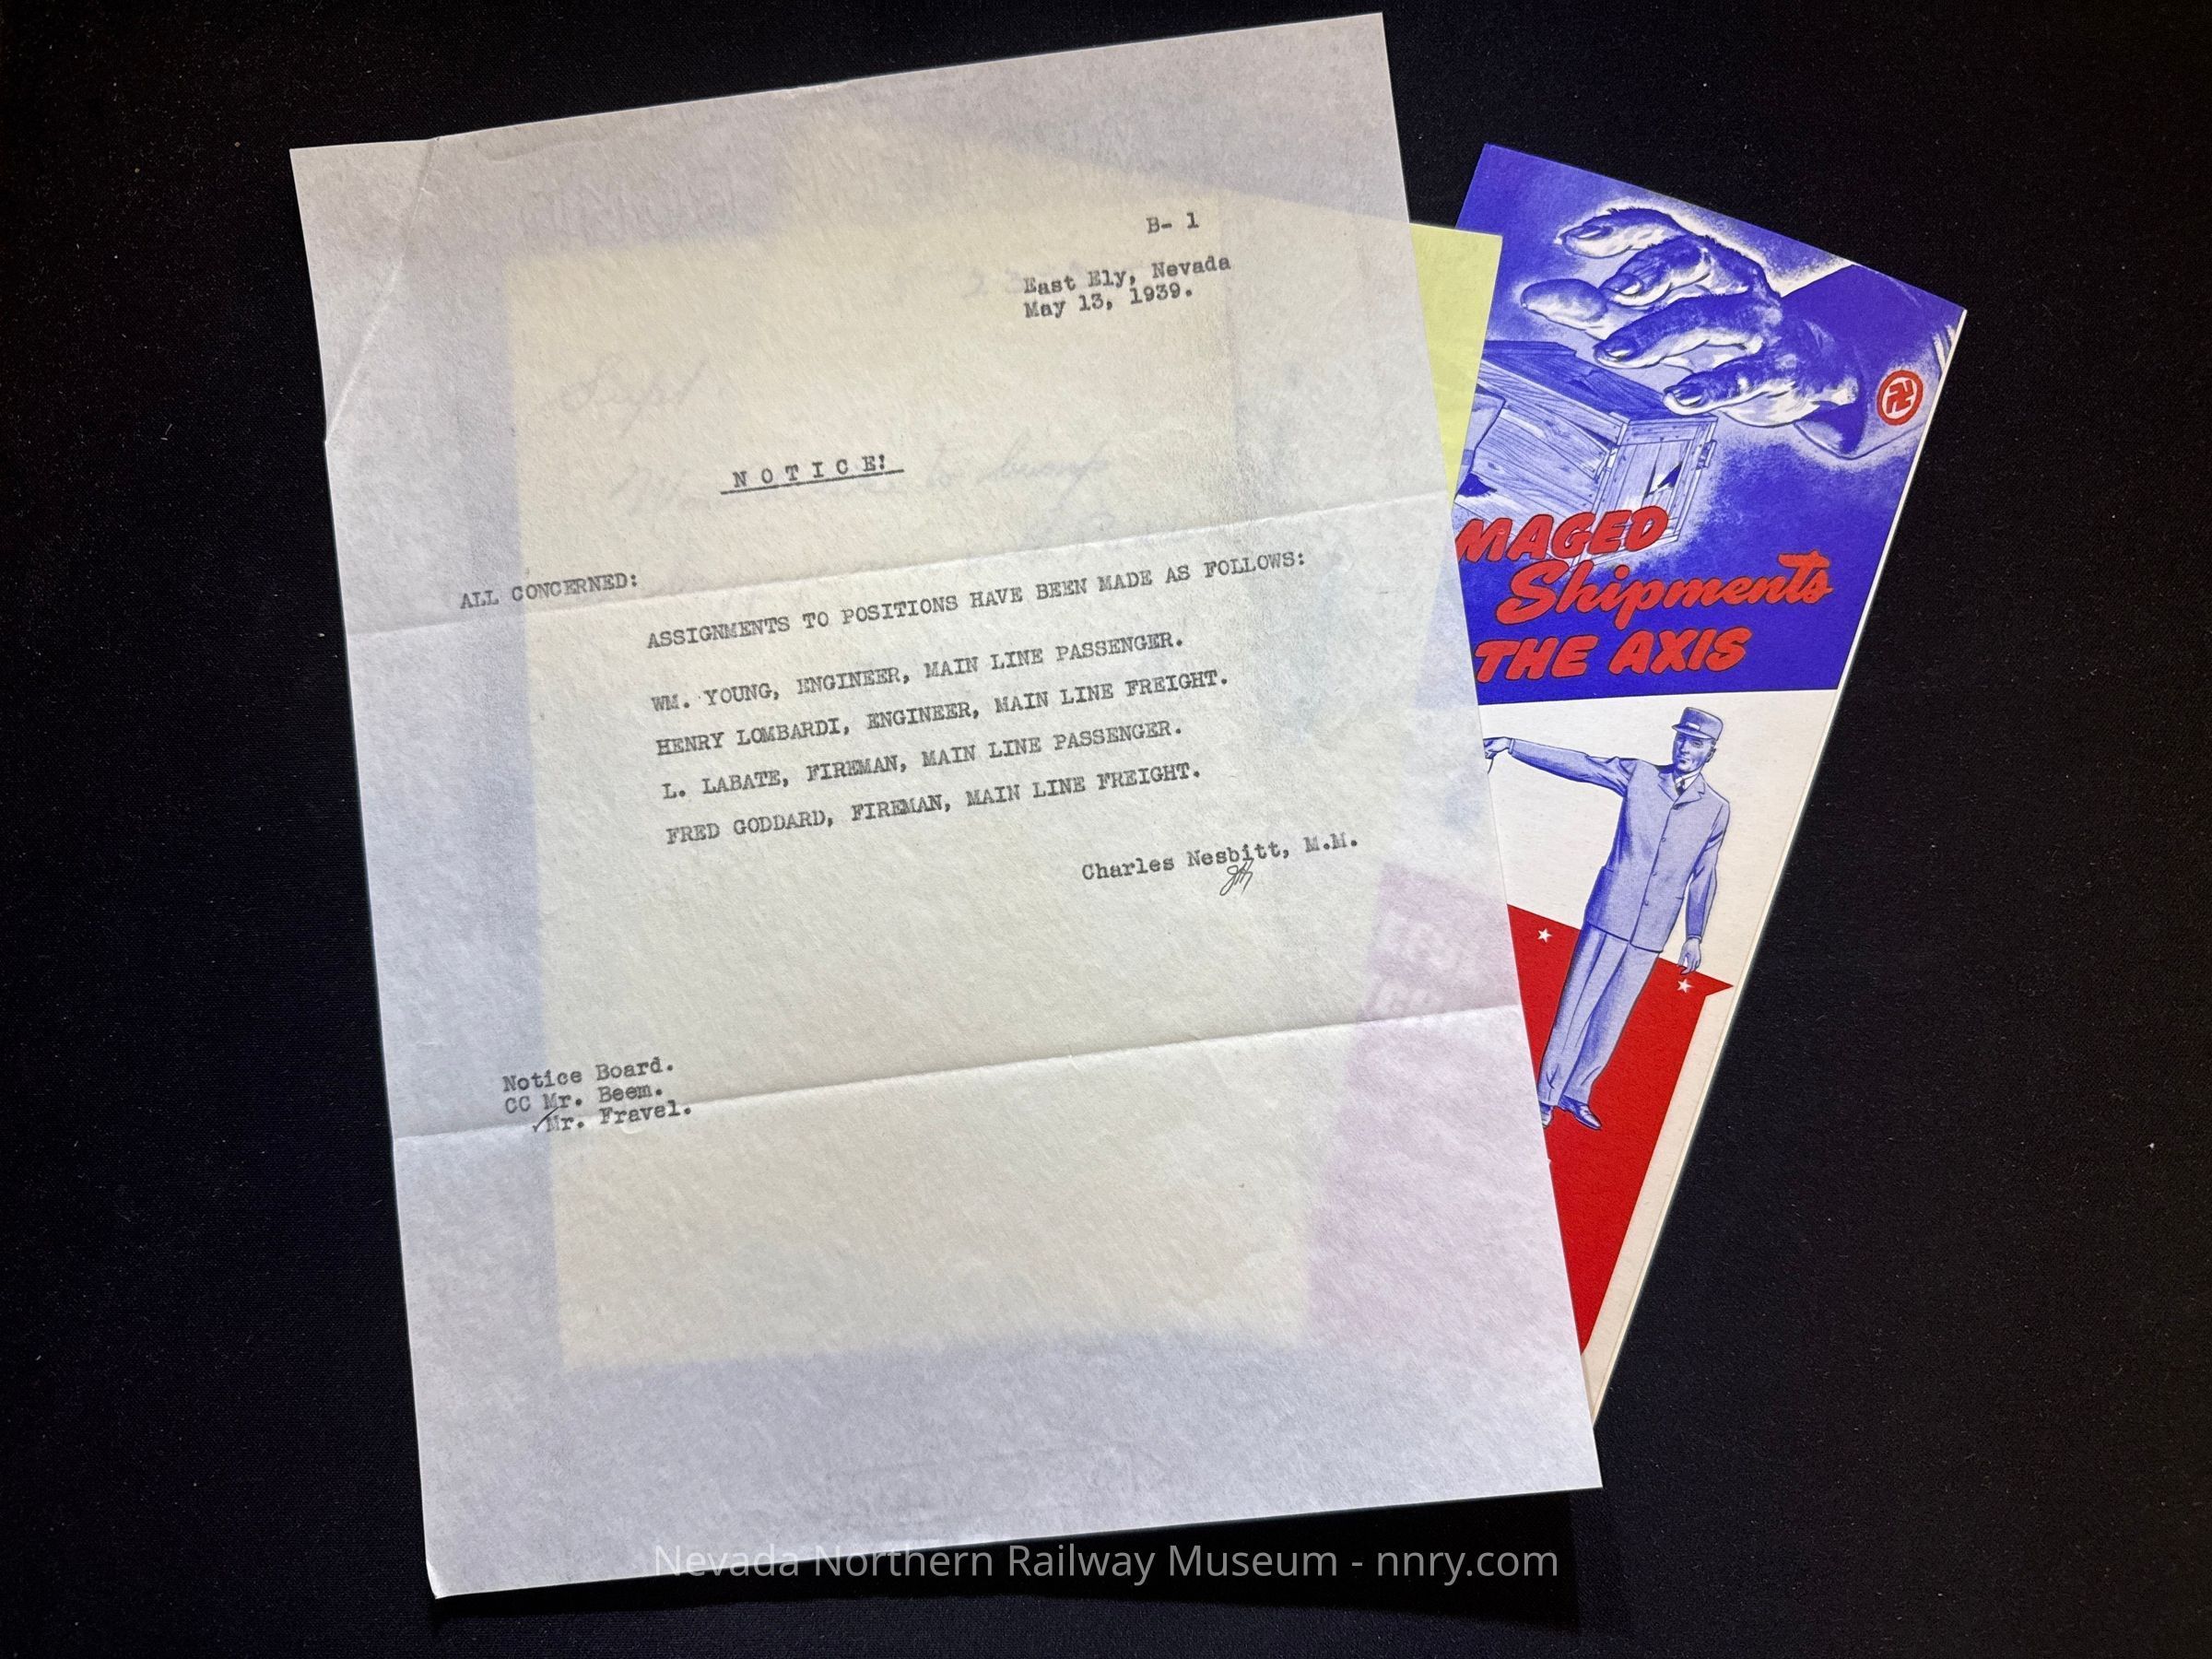 B- 1
East Ely, Nevada
May 13, 1939.
N O T I C E!
ALL CONCERNED:
ASSIGNMENTS TO POSITIONS HAVE BEEN MADE AS FOLLOWS:
WM. YOUNG, ENGINEER, MAIN LINE PASSENGER.
HENRY LOMBARDI, ENGINEER, MAIN LINE FREIGHT.
L. LABATE, FIREMAN, MAIN LINE PASSENGER.
FRED GODDARD, FIREMAN, MAIN LINE FREIGHT.
Charles Nesbitt, M.M.
Notice Board.
CC Mr. Beem.
Mr. Fravel.
MAGED
Shipments
THE AXIS
Nevada Northern Railway Museum - nnry.com